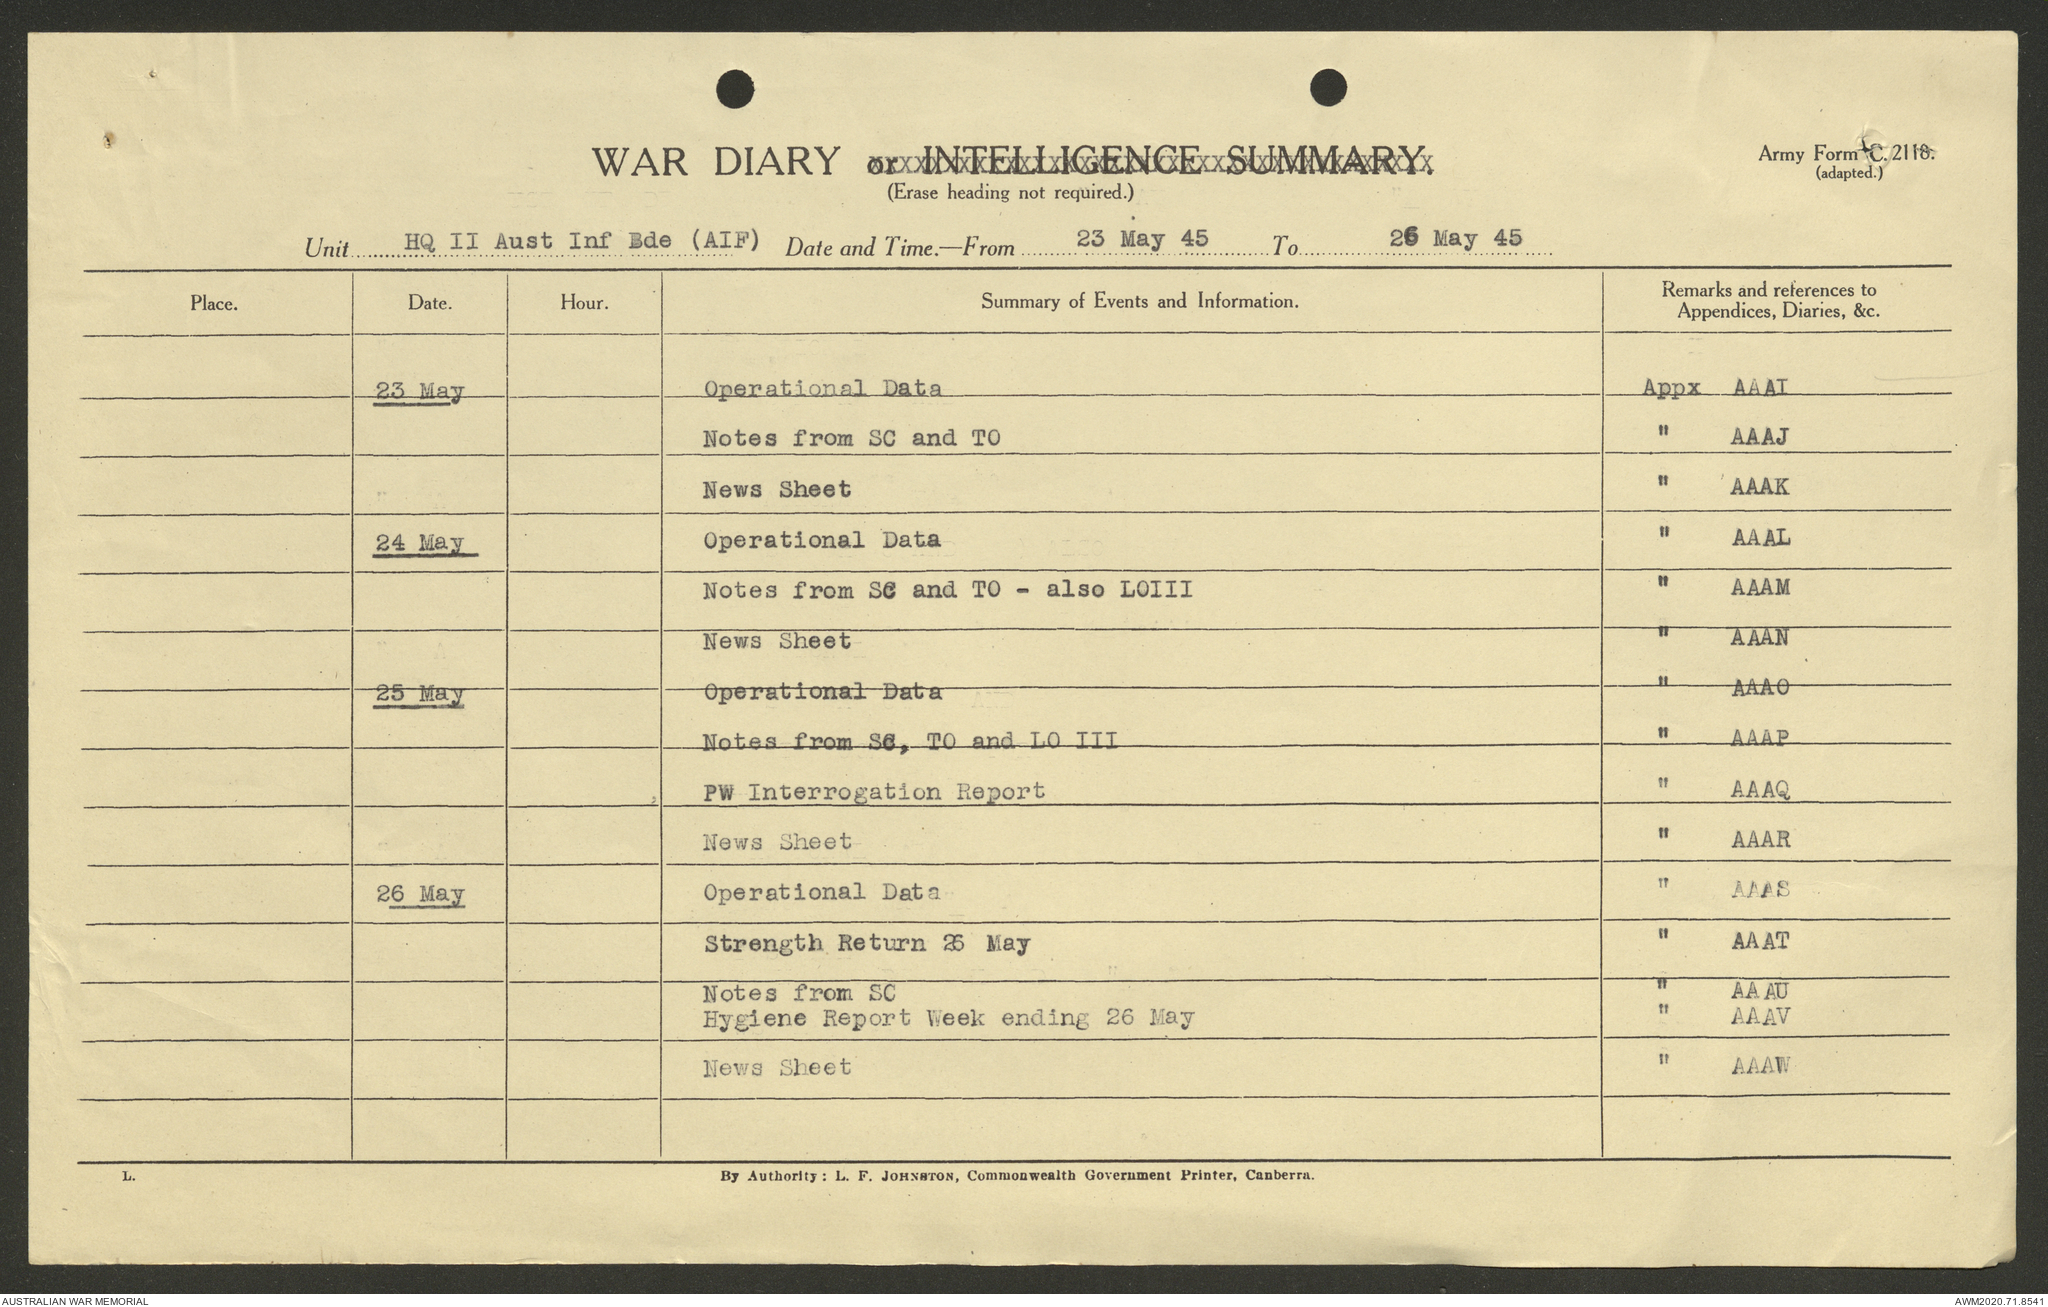 WAR DIARY or INTELLIGENCE SUMMARY.
(Erase heading not required.)
Army Form C. 2118.
(adapted.)
Unit HQ II Aust Inf Bde (AIF) Date and Time.—From 23 May 45 To 26 May 45
Place. Date. Hour. Summary of Events and Information. Remarks and references to
Appendices, Diaries, &c.
23 May Operational Data Appx AAAI
Notes from SC and TO " AAAJ
News Sheet " AAAK
24 May Operational Data " AAAL
Notes from SC and TO - also LOIII " AAAM
News Sheet " AAAN
25 May Operational Data " AAAO
Notes from SC, TO and LO III " AAAP
PW Interrogation Report " AAAQ
News Sheet " AAAR
26 May Operational Data " AAAS
Strength Return 26 May " AAAT
Notes from SC " AAAU
Hygiene Report Week ending 26 May " AAAV
News Sheet " AAAW
L. By Authority: L. F. JOHNSTON, Commonwealth Government Printer, Canberra.
AUSTRALIAN WAR MEMORIAL AWM2020.71.8541